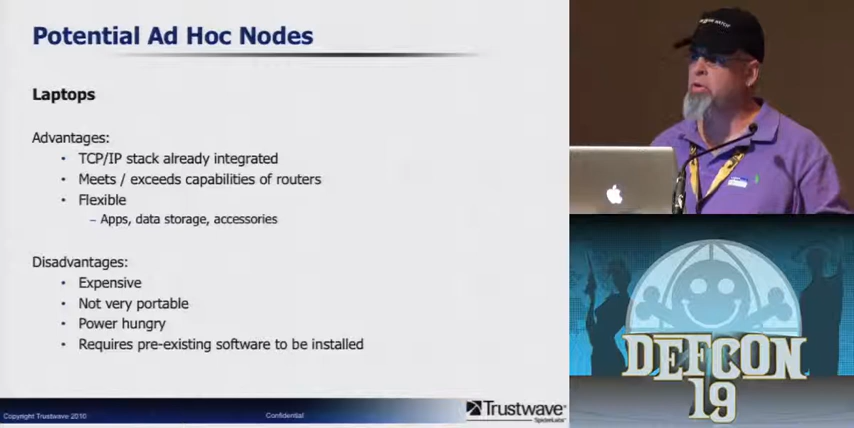 Potential Ad Hoc Nodes
Laptops
Advantages:
• TCP/IP stack already integrated
• Meets / exceeds capabilities of routers
• Flexible
– Apps, data storage, accessories
Disadvantages:
• Expensive
• Not very portable
• Power hungry
• Requires pre-existing software to be installed
Copyright Trustwave 2010
Confidential
Trustwave®
SpiderLabs®
DEFCON
19